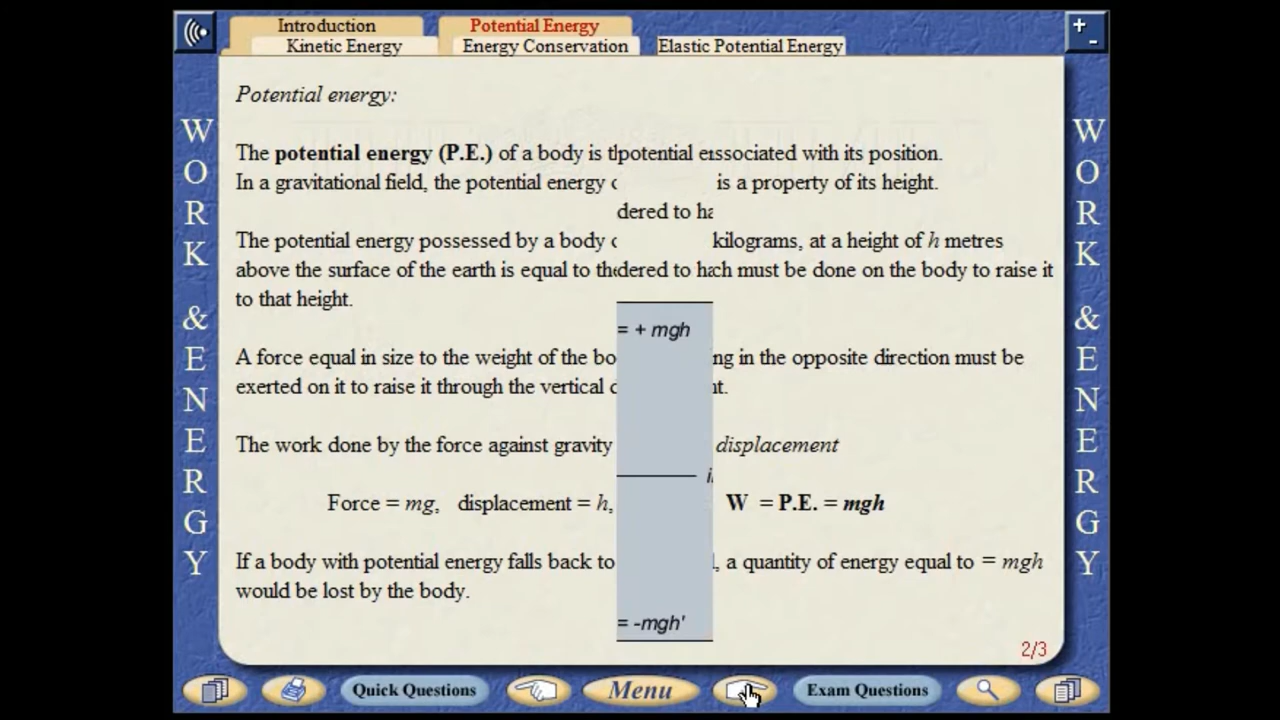 Introduction
Potential Energy
Kinetic Energy
Energy Conservation
Elastic Potential Energy
+
-
WORK & ENERGY
Potential energy:
The potential energy (P.E.) of a body is t potential e ssociated with its position.
In a gravitational field, the potential energy is a property of its height.
dered to ha
The potential energy possessed by a body kilograms, at a height of h metres
above the surface of the earth is equal to th dered to ha ch must be done on the body to raise it
to that height.
= + mgh
A force equal in size to the weight of the bo ng in the opposite direction must be
exerted on it to raise it through the vertical nt.
The work done by the force against gravity displacement
Force = mg, displacement = h, W = P.E. = mgh
If a body with potential energy falls back to , a quantity of energy equal to = mgh
would be lost by the body.
= -mgh'
2/3
WORK & ENERGY
Quick Questions
Menu
Exam Questions